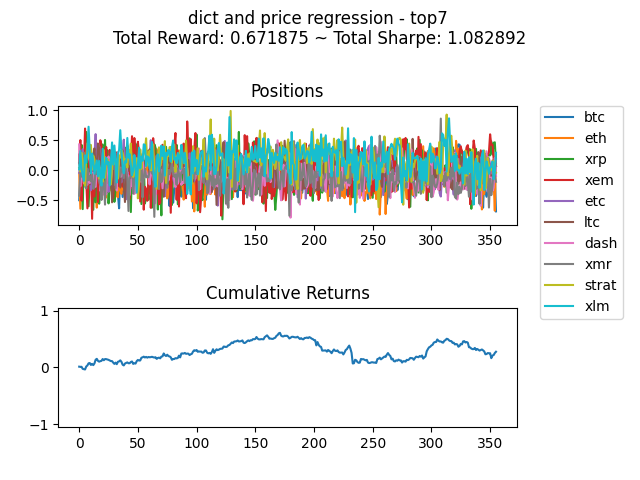 dict and price regression - top7
Total Reward: 0.671875 ~ Total Sharpe: 1.082892
Positions
1.0
0.5
0.0
−0.5
0 50 100 150 200 250 300 350
btc
eth
xrp
xem
etc
ltc
dash
xmr
strat
xlm
Cumulative Returns
1
0
−1
0 50 100 150 200 250 300 350